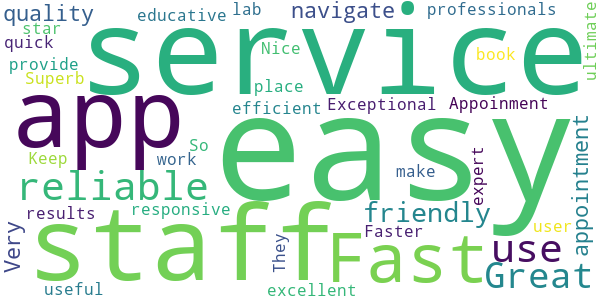 quality
educative
lab
navigate
professionals
star
quick
service
Nice
book
ultimate
provide
Superb
place
app
efficient
Exceptional
Appoinment
easy
So
Keep
work
make
expert
appointment
reliable
results
responsive
friendly
Very
staff
They
Faster
user
Fast
use
Great
useful
excellent